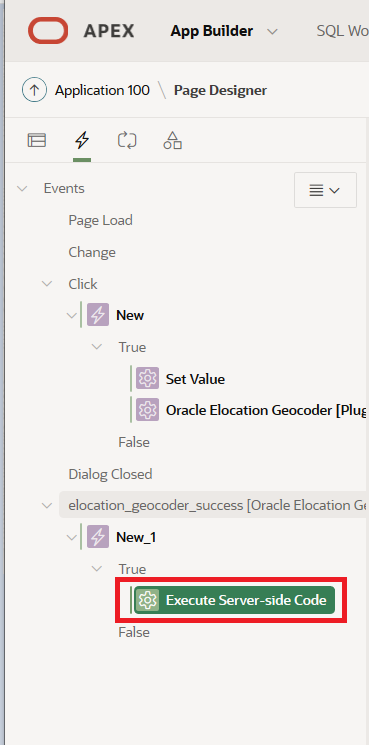 APEX App Builder SQL Wo
Application 100 \ Page Designer
Events
Page Load
Change
Click
New
True
Set Value
Oracle Elocation Geocoder [Plug
False
Dialog Closed
elocation_geocoder_success [Oracle Elocation Ge
New_1
True
Execute Server-side Code
False